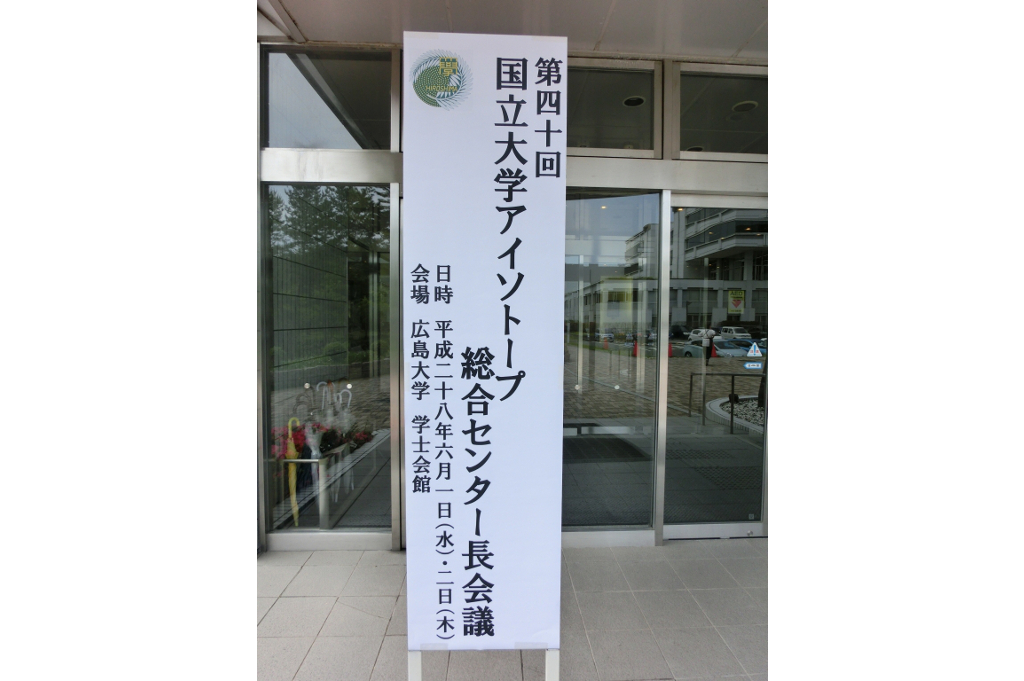 第四十回
国立大学アイソトープ
総合センター長会議
日時 平成二十八年六月一日(水)・二日(木)
会場 広島大学 学士会館
HIROSHIMA